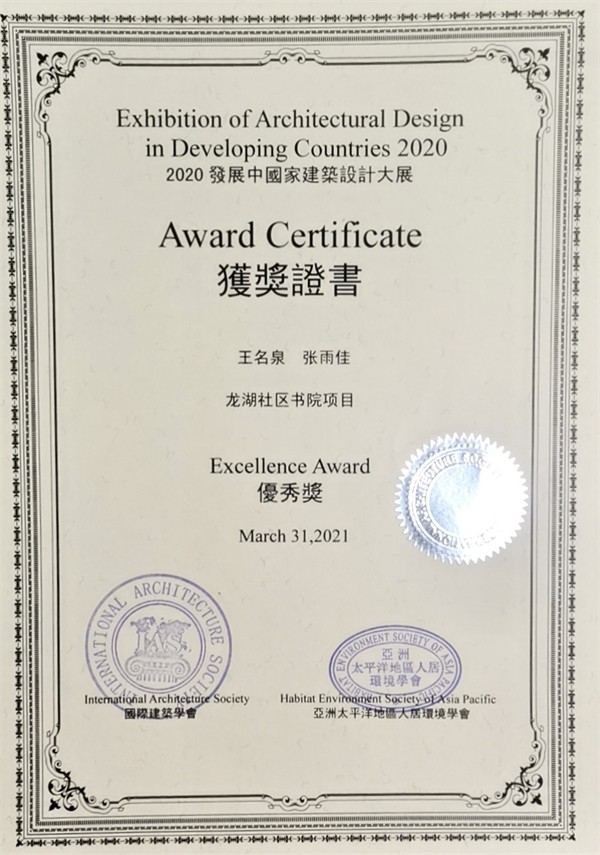 Exhibition of Architectural Design
in Developing Countries 2020
2020 發展中國家建築設計大展
Award Certificate
獲獎證書
王名泉 张雨佳
龙湖社区书院项目
Excellence Award
優秀獎
March 31,2021
INTERNATIONAL ARCHITECTURE SOCIETY
IAS
International Architecture Society
國際建築學會
HABITAT ENVIRONMENT SOCIETY OF ASIA PACIFIC
亞洲
太平洋地區人居
環境學會
Habitat Environment Society of Asia Pacific
亞洲太平洋地區人居環境學會